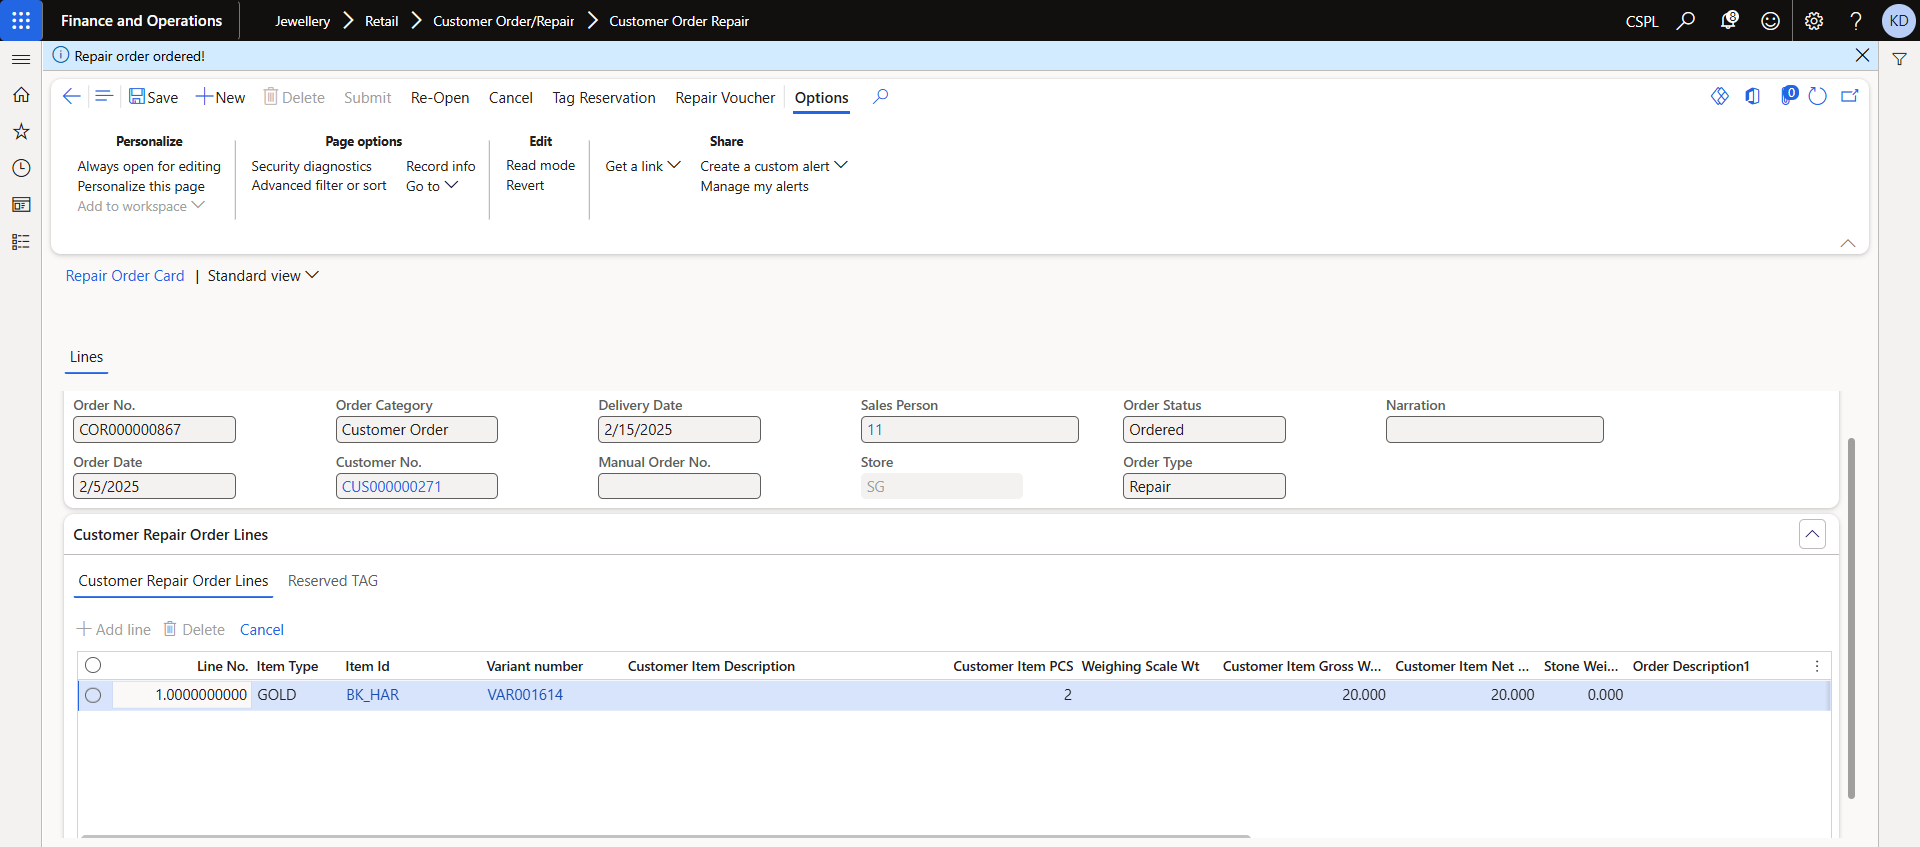 Finance and Operations Jewellery Retail Customer Order/Repair Customer Order Repair CSPL 8 ? KD
Repair order ordered!
Save New Delete Submit Re-Open Cancel Tag Reservation Repair Voucher Options 0
Personalize Page options Edit Share
Always open for editing Security diagnostics Record info Read mode Get a link Create a custom alert
Personalize this page Advanced filter or sort Go to Revert Manage my alerts
Add to workspace
Repair Order Card | Standard view
Lines
Order No. Order Category Delivery Date Sales Person Order Status Narration
COR000000867 Customer Order 2/15/2025 11 Ordered
Order Date Customer No. Manual Order No. Store Order Type
2/5/2025 CUS000000271 SG Repair
Customer Repair Order Lines
Customer Repair Order Lines Reserved TAG
Add line Delete Cancel
Line No. Item Type Item Id Variant number Customer Item Description Customer Item PCS Weighing Scale Wt Customer Item Gross W... Customer Item Net ... Stone Wei... Order Description1
1.0000000000 GOLD BK_HAR VAR001614 2 20.000 20.000 0.000